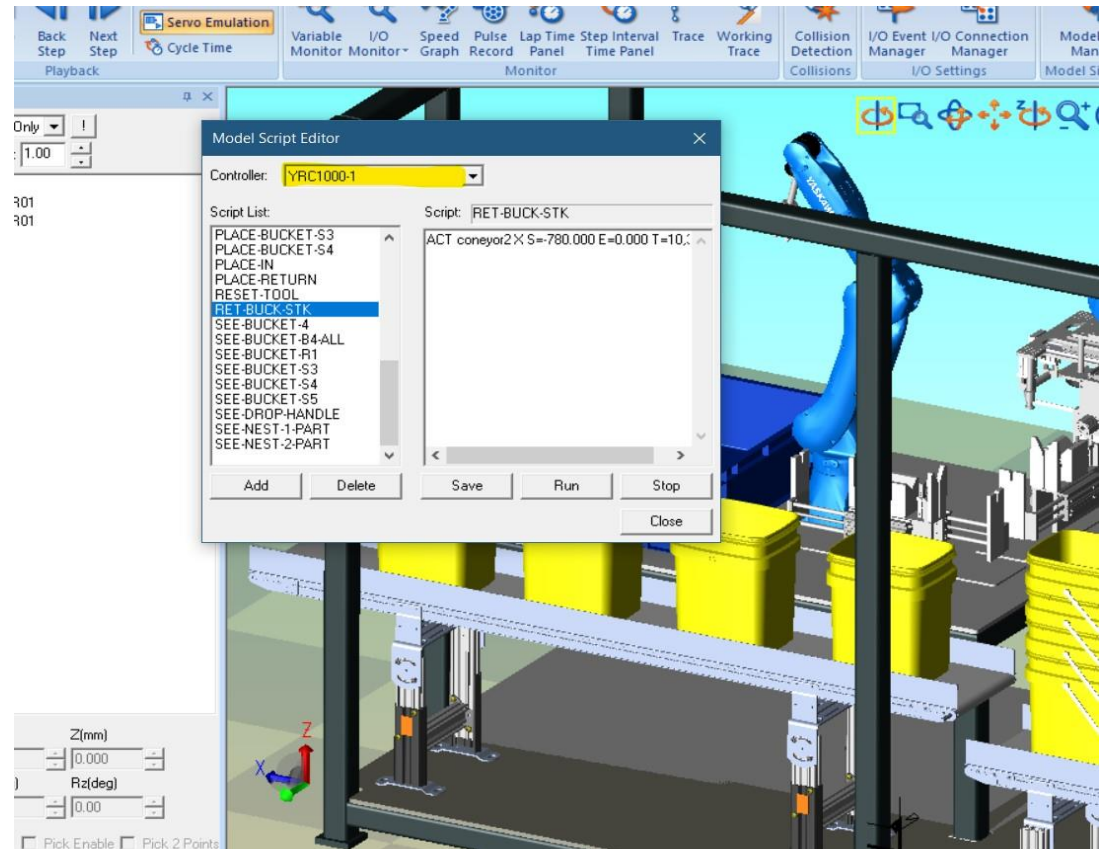 Back Step
Next Step
Servo Emulation
Cycle Time
Playback
Variable Monitor
I/O Monitor
Speed Graph
Pulse Record
Lap Time Panel
Step Interval Time Panel
Trace
Working Trace
Monitor
Collision Detection
Collisions
I/O Event Manager
I/O Connection Manager
I/O Settings
Model
Man
Model Si
Only
!
1.00
R01
R01
Model Script Editor
Controller: YRC1000-1
Script List:
PLACE-BUCKET-S3
PLACE-BUCKET-S4
PLACE-IN
PLACE-RETURN
RESET-TOOL
RET-BUCK-STK
SEE-BUCKET-4
SEE-BUCKET-B4-ALL
SEE-BUCKET-R1
SEE-BUCKET-S3
SEE-BUCKET-S4
SEE-BUCKET-S5
SEE-DROP-HANDLE
SEE-NEST-1-PART
SEE-NEST-2-PART
Script: RET-BUCK-STK
ACT coneyor2 X S=-780.000 E=0.000 T=10,
Add
Delete
Save
Run
Stop
Close
YASKAWA
Z(mm)
0.000
Rz(deg)
0.00
Pick Enable
Pick 2 Points
Z
X
Z